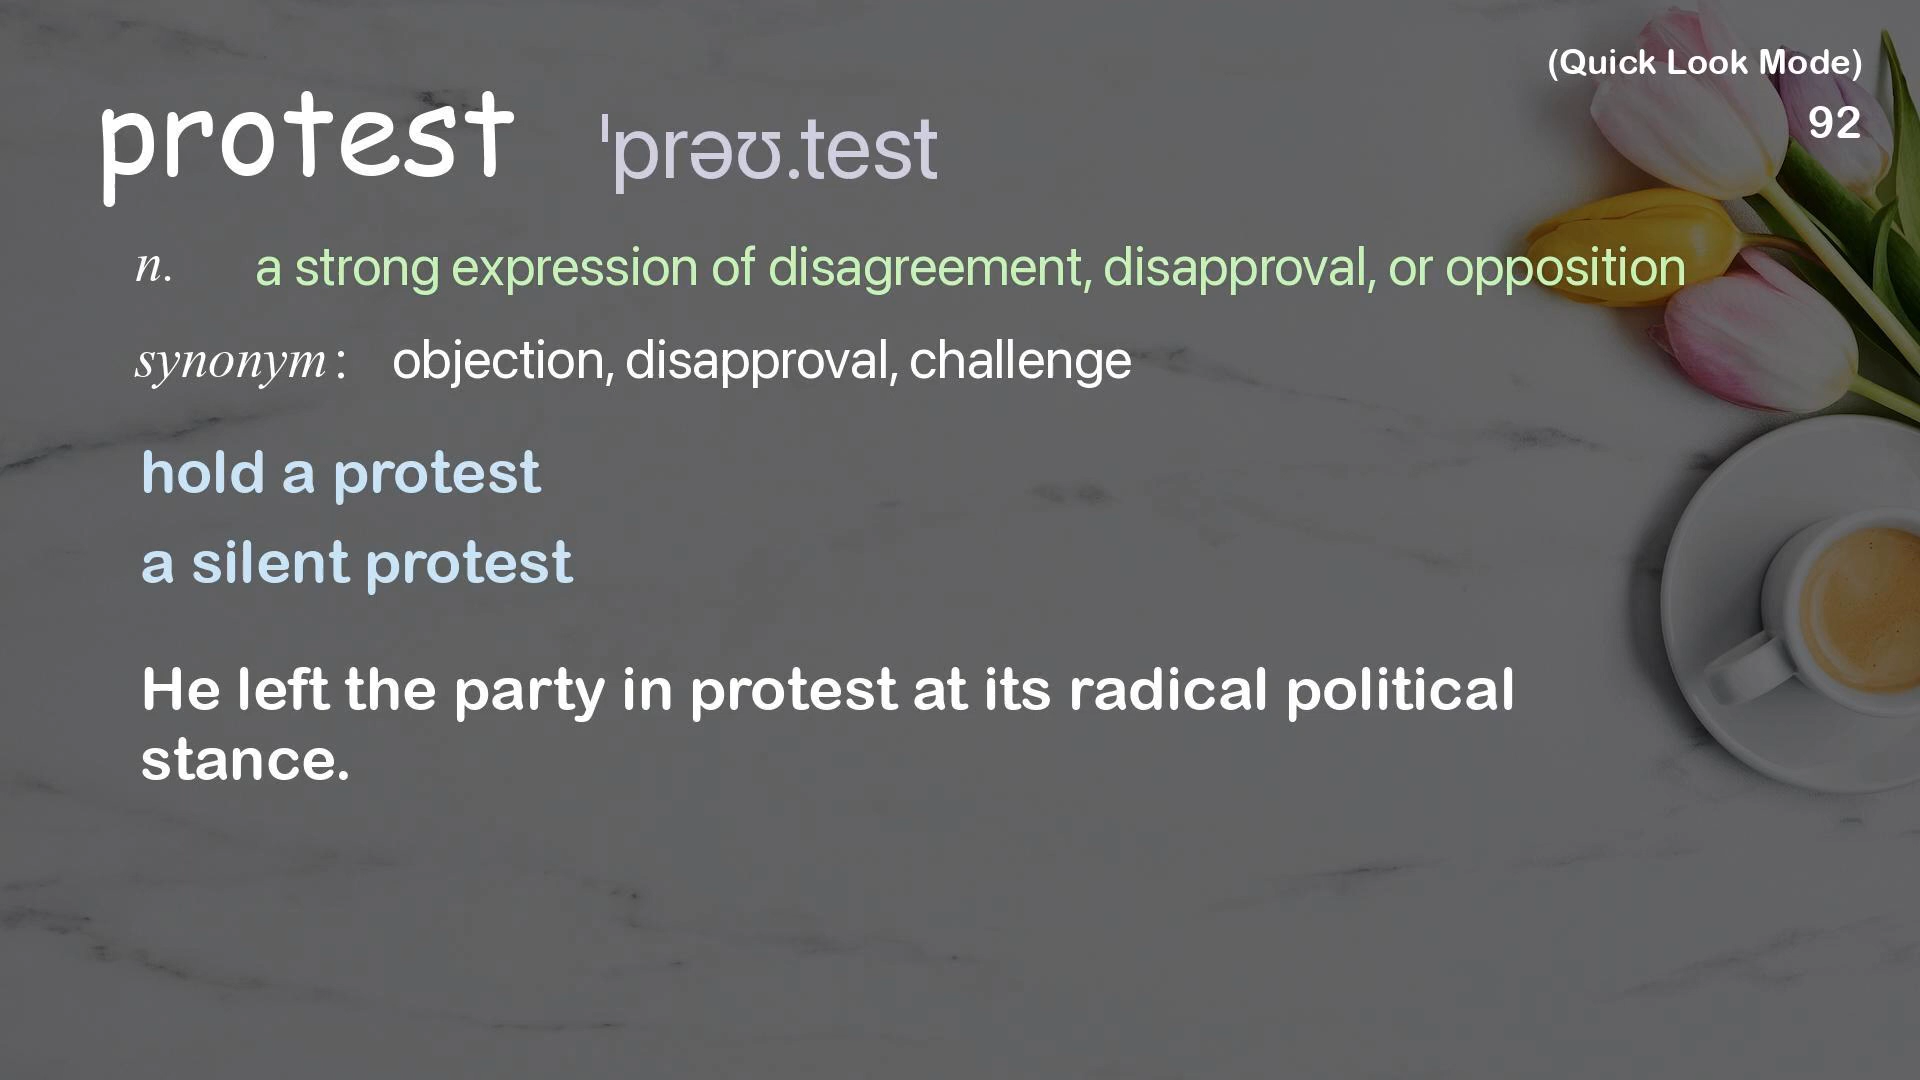 (Quick Look Mode)
92
protest ˈprəʊ.test
n. a strong expression of disagreement, disapproval, or opposition
synonym : objection, disapproval, challenge
hold a protest
a silent protest
He left the party in protest at its radical political
stance.